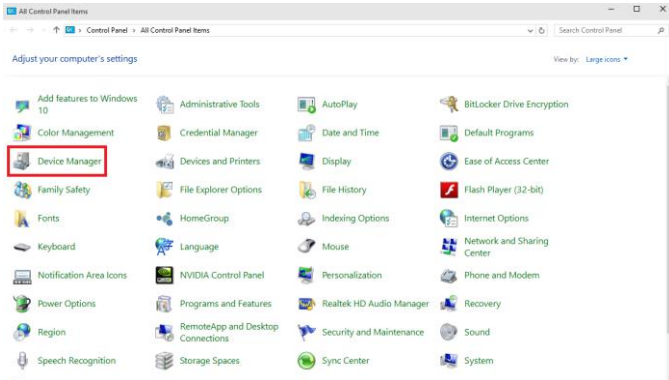 All Control Panel Items
Control Panel > All Control Panel Items
Search Control Panel
Adjust your computer's settings
View by: Large icons
Add features to Windows
10
Administrative Tools
AutoPlay
BitLocker Drive Encryption
Color Management
Credential Manager
Date and Time
Default Programs
Device Manager
Devices and Printers
Display
Ease of Access Center
Family Safety
File Explorer Options
File History
Flash Player (32-bit)
Fonts
HomeGroup
Indexing Options
Internet Options
Keyboard
Language
Mouse
Network and Sharing
Center
Notification Area Icons
NVIDIA Control Panel
Personalization
Phone and Modem
Power Options
Programs and Features
Realtek HD Audio Manager
Recovery
Region
RemoteApp and Desktop
Connections
Security and Maintenance
Sound
Speech Recognition
Storage Spaces
Sync Center
System